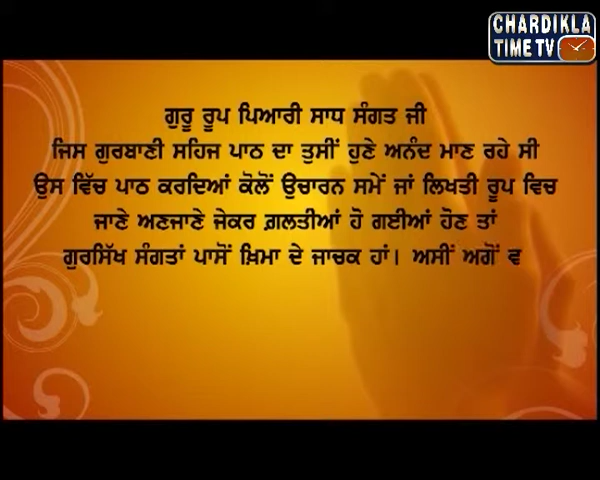 CHARDIKLA
TIME TV
ਗੁਰੂ ਰੂਪ ਪਿਆਰੀ ਸਾਧ ਸੰਗਤ ਜੀ
ਜਿਸ ਗੁਰਬਾਣੀ ਸਹਿਜ ਪਾਠ ਦਾ ਤੁਸੀਂ ਹੁਣੇ ਅਨੰਦ ਮਾਣ ਰਹੇ ਸੀ
ਉਸ ਵਿੱਚ ਪਾਠ ਕਰਦਿਆਂ ਕੋਲੋਂ ਉਚਾਰਨ ਸਮੇਂ ਜਾਂ ਲਿਖਤੀ ਰੂਪ ਵਿਚ
ਜਾਣੇ ਅਣਜਾਣੇ ਜੇਕਰ ਗ਼ਲਤੀਆਂ ਹੋ ਗਈਆਂ ਹੋਣ ਤਾਂ
ਗੁਰਸਿੱਖ ਸੰਗਤਾਂ ਪਾਸੋਂ ਖ਼ਿਮਾ ਦੇ ਜਾਚਕ ਹਾਂ। ਅਸੀਂ ਅਗੋਂ ਵ